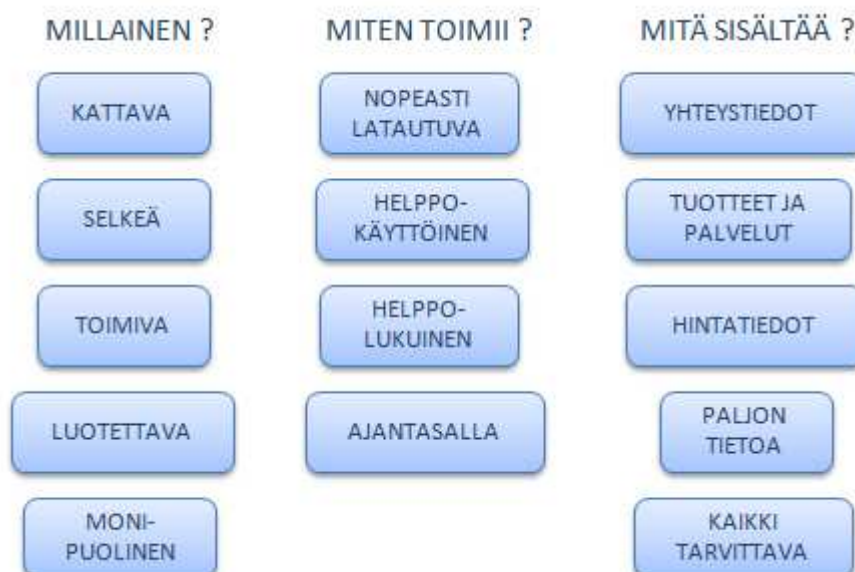 MILLAINEN ?
KATTAVA
SELKEÄ
TOIMIVA
LUOTETTAVA
MONI-
PUOLINEN
MITEN TOIMII ?
NOPEASTI
LATAUTUVA
HELPPO-
KÄYTTÖINEN
HELPPO-
LUKUINEN
AJANTASALLA
MITÄ SISÄLTÄÄ ?
YHTEYSTIEDOT
TUOTTEET JA
PALVELUT
HINTATIEDOT
PALJON
TIETOA
KAIKKI
TARVITTAVA